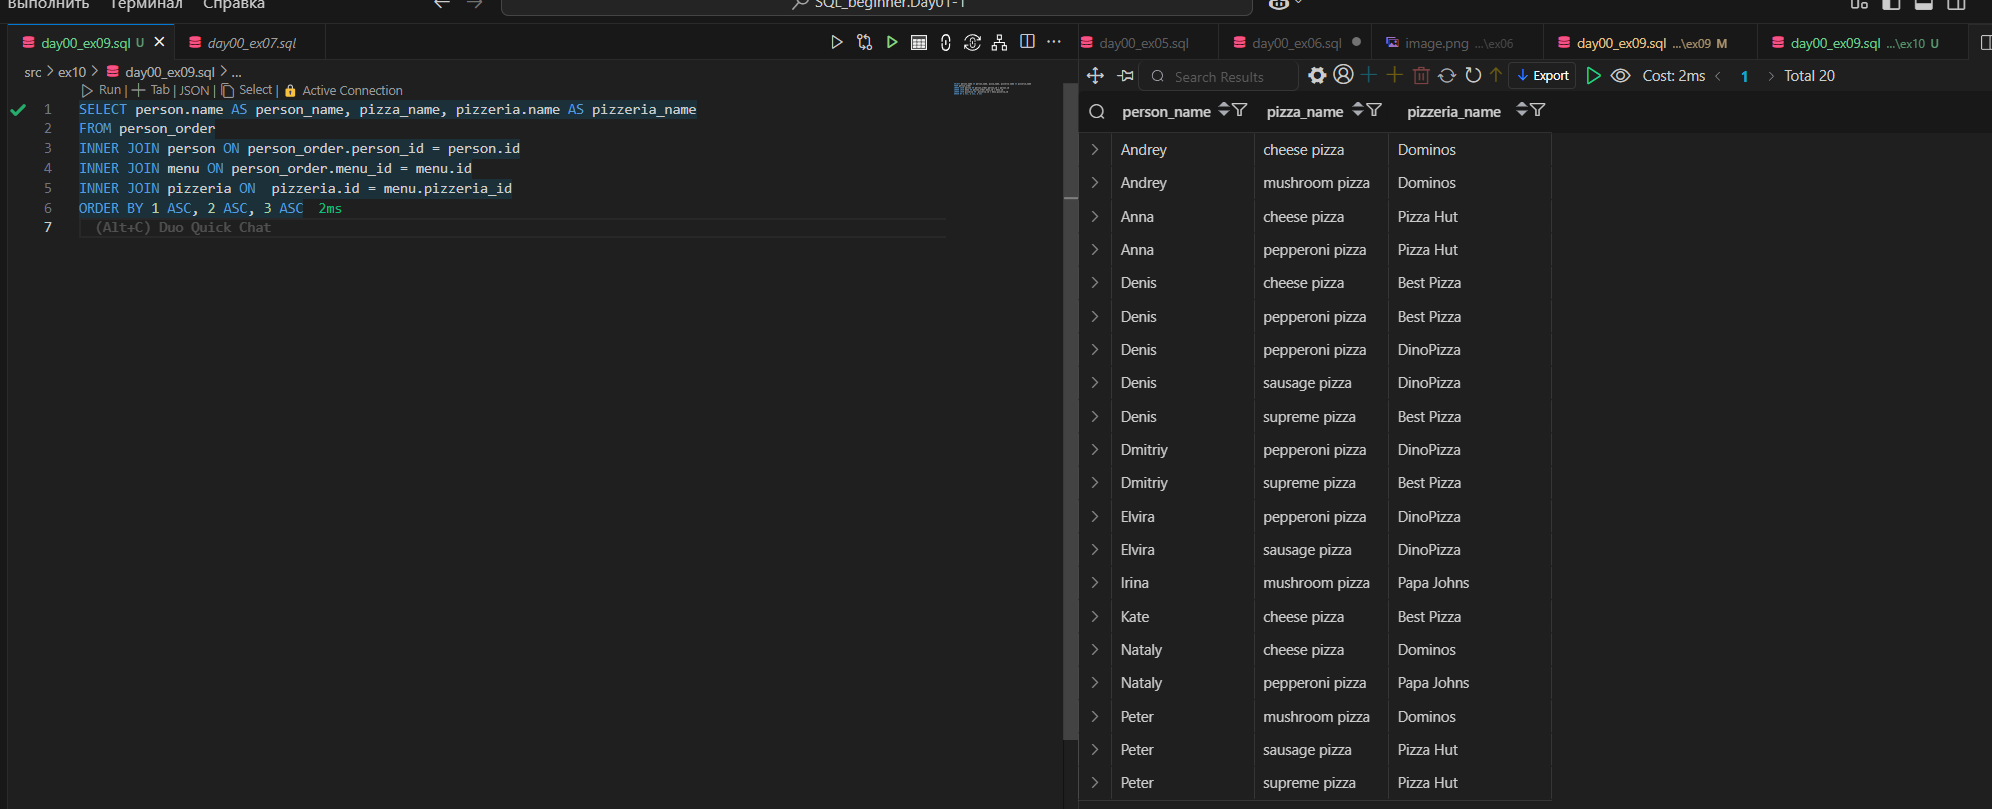 Выполнить Терминал Справка
SQL_beginner.Day01-1
day00_ex09.sql U
day00_ex07.sql
src > ex10 > day00_ex09.sql > ...
Run | Tab | JSON | Select | Active Connection
1 SELECT person.name AS person_name, pizza_name, pizzeria.name AS pizzeria_name
2 FROM person_order
3 INNER JOIN person ON person_order.person_id = person.id
4 INNER JOIN menu ON person_order.menu_id = menu.id
5 INNER JOIN pizzeria ON  pizzeria.id = menu.pizzeria_id
6 ORDER BY 1 ASC, 2 ASC, 3 ASC 2ms
7 (Alt+C) Duo Quick Chat
day00_ex05.sql
day00_ex06.sql
image.png ...\ex06
day00_ex09.sql ...\ex09 M
day00_ex09.sql ...\ex10 U
Search Results
Export
Cost: 2ms < 1 > Total 20
person_name pizza_name pizzeria_name
Andrey cheese pizza Dominos
Andrey mushroom pizza Dominos
Anna cheese pizza Pizza Hut
Anna pepperoni pizza Pizza Hut
Denis cheese pizza Best Pizza
Denis pepperoni pizza Best Pizza
Denis pepperoni pizza DinoPizza
Denis sausage pizza DinoPizza
Denis supreme pizza Best Pizza
Dmitriy pepperoni pizza DinoPizza
Dmitriy supreme pizza Best Pizza
Elvira pepperoni pizza DinoPizza
Elvira sausage pizza DinoPizza
Irina mushroom pizza Papa Johns
Kate cheese pizza Best Pizza
Nataly cheese pizza Dominos
Nataly pepperoni pizza Papa Johns
Peter mushroom pizza Dominos
Peter sausage pizza Pizza Hut
Peter supreme pizza Pizza Hut